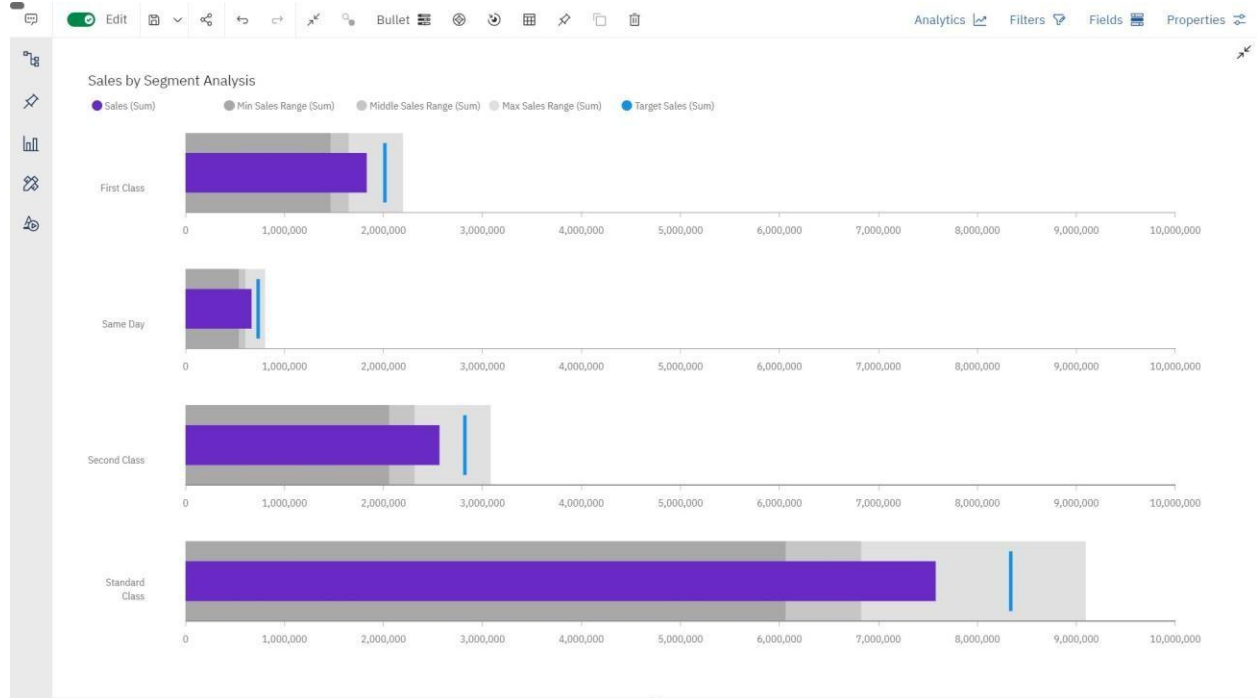 Edit Bullet Analytics Filters Fields Properties
Sales by Segment Analysis
Sales (Sum) Min Sales Range (Sum) Middle Sales Range (Sum) Max Sales Range (Sum) Target Sales (Sum)
First Class
0 1,000,000 2,000,000 3,000,000 4,000,000 5,000,000 6,000,000 7,000,000 8,000,000 9,000,000 10,000,000
Same Day
0 1,000,000 2,000,000 3,000,000 4,000,000 5,000,000 6,000,000 7,000,000 8,000,000 9,000,000 10,000,000
Second Class
0 1,000,000 2,000,000 3,000,000 4,000,000 5,000,000 6,000,000 7,000,000 8,000,000 9,000,000 10,000,000
Standard
Class
0 1,000,000 2,000,000 3,000,000 4,000,000 5,000,000 6,000,000 7,000,000 8,000,000 9,000,000 10,000,000